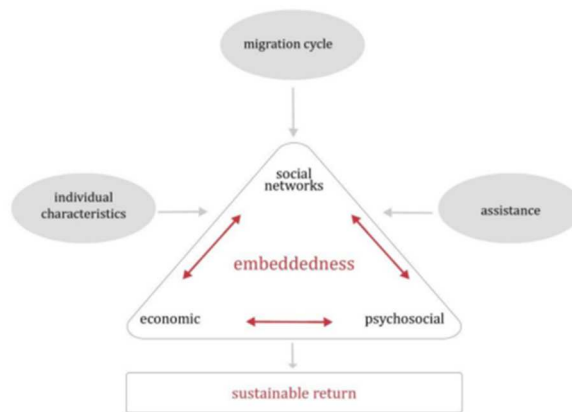 migration cycle
social
networks
individual
characteristics
assistance
embeddedness
economic
psychosocial
sustainable return